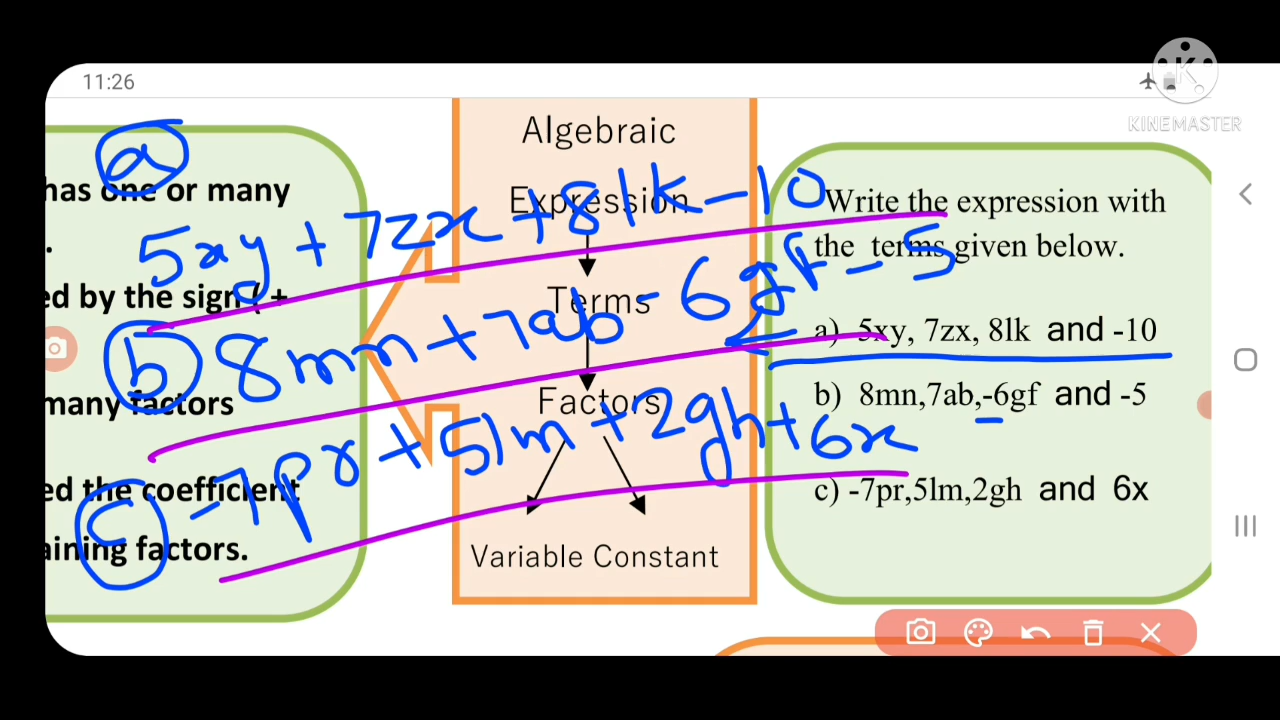 11:26
KINEMASTER
has one or many
.
ed by the sign ( +
many factors
ed the coefficient
aining factors.
Algebraic
Expression
Terms
Factors
Variable Constant
Write the expression with
the terms given below.
a) 5xy, 7zx, 8lk and -10
b) 8mn,7ab,-6gf and -5
c) -7pr,5lm,2gh and 6x
a
5xy + 7zx + 8lk - 10
b 8mn + 7ab - 6gf - 5
c -7pr + 5lm + 2gh + 6x